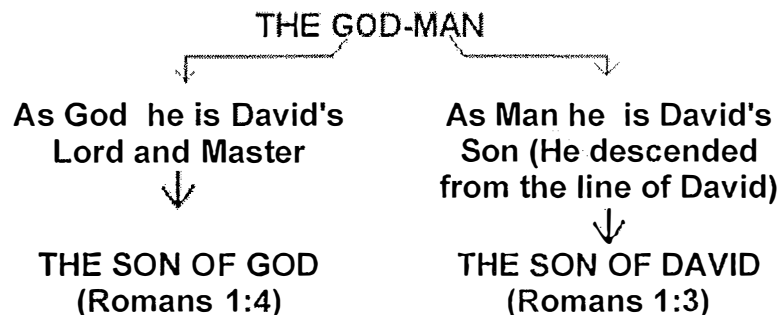 THE GOD-MAN
As God he is David's
Lord and Master
THE SON OF GOD
(Romans 1:4)
As Man he is David's
Son (He descended
from the line of David)
THE SON OF DAVID
(Romans 1:3)